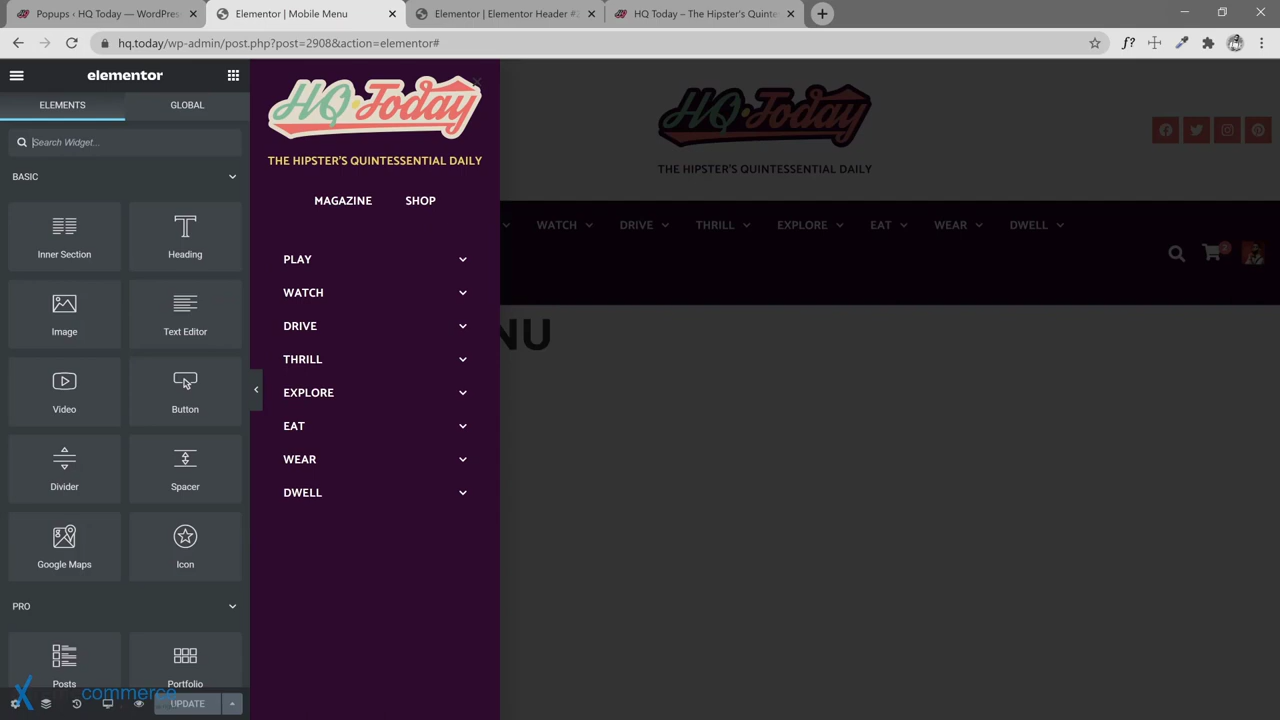 Popups ‹ HQ Today — WordPres
Elementor | Mobile Menu
Elementor | Elementor Header #2
HQ Today – The Hipster's Quinte
hq.today/wp-admin/post.php?post=2908&action=elementor#
elementor
ELEMENTS
GLOBAL
Search Widget...
BASIC
Inner Section
Heading
Image
Text Editor
Video
Button
Divider
Spacer
Google Maps
Icon
PRO
Posts
Portfolio
commerce
UPDATE
HQ Today
THE HIPSTER'S QUINTESSENTIAL DAILY
MAGAZINE
SHOP
PLAY
WATCH
DRIVE
THRILL
EXPLORE
EAT
WEAR
DWELL
HQ Today
THE HIPSTER'S QUINTESSENTIAL DAILY
WATCH
DRIVE
THRILL
EXPLORE
EAT
WEAR
DWELL
2
NU